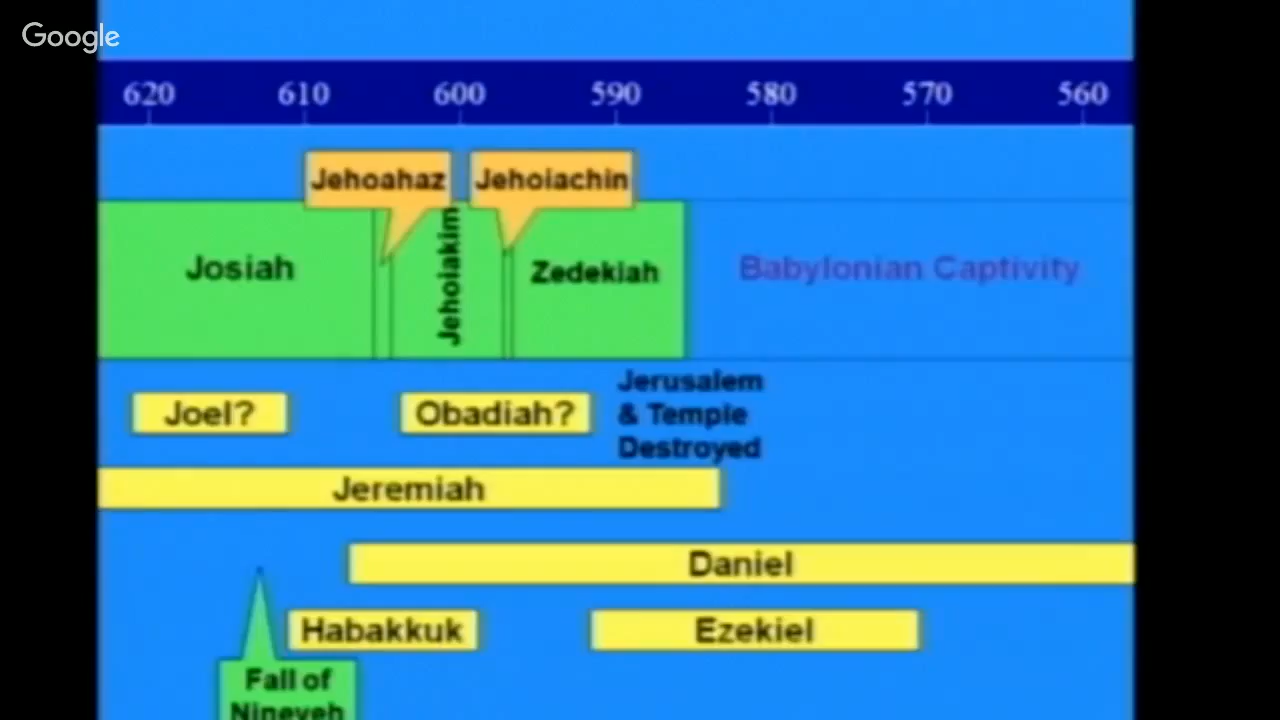 Google
620 610 600 590 580 570 560
Jehoahaz Jehoiachin
Josiah
Jehoiakim
Zedekiah
Babylonian Captivity
Joel?
Obadiah?
Jerusalem
& Temple
Destroyed
Jeremiah
Daniel
Habakkuk
Ezekiel
Fall of
Nineveh